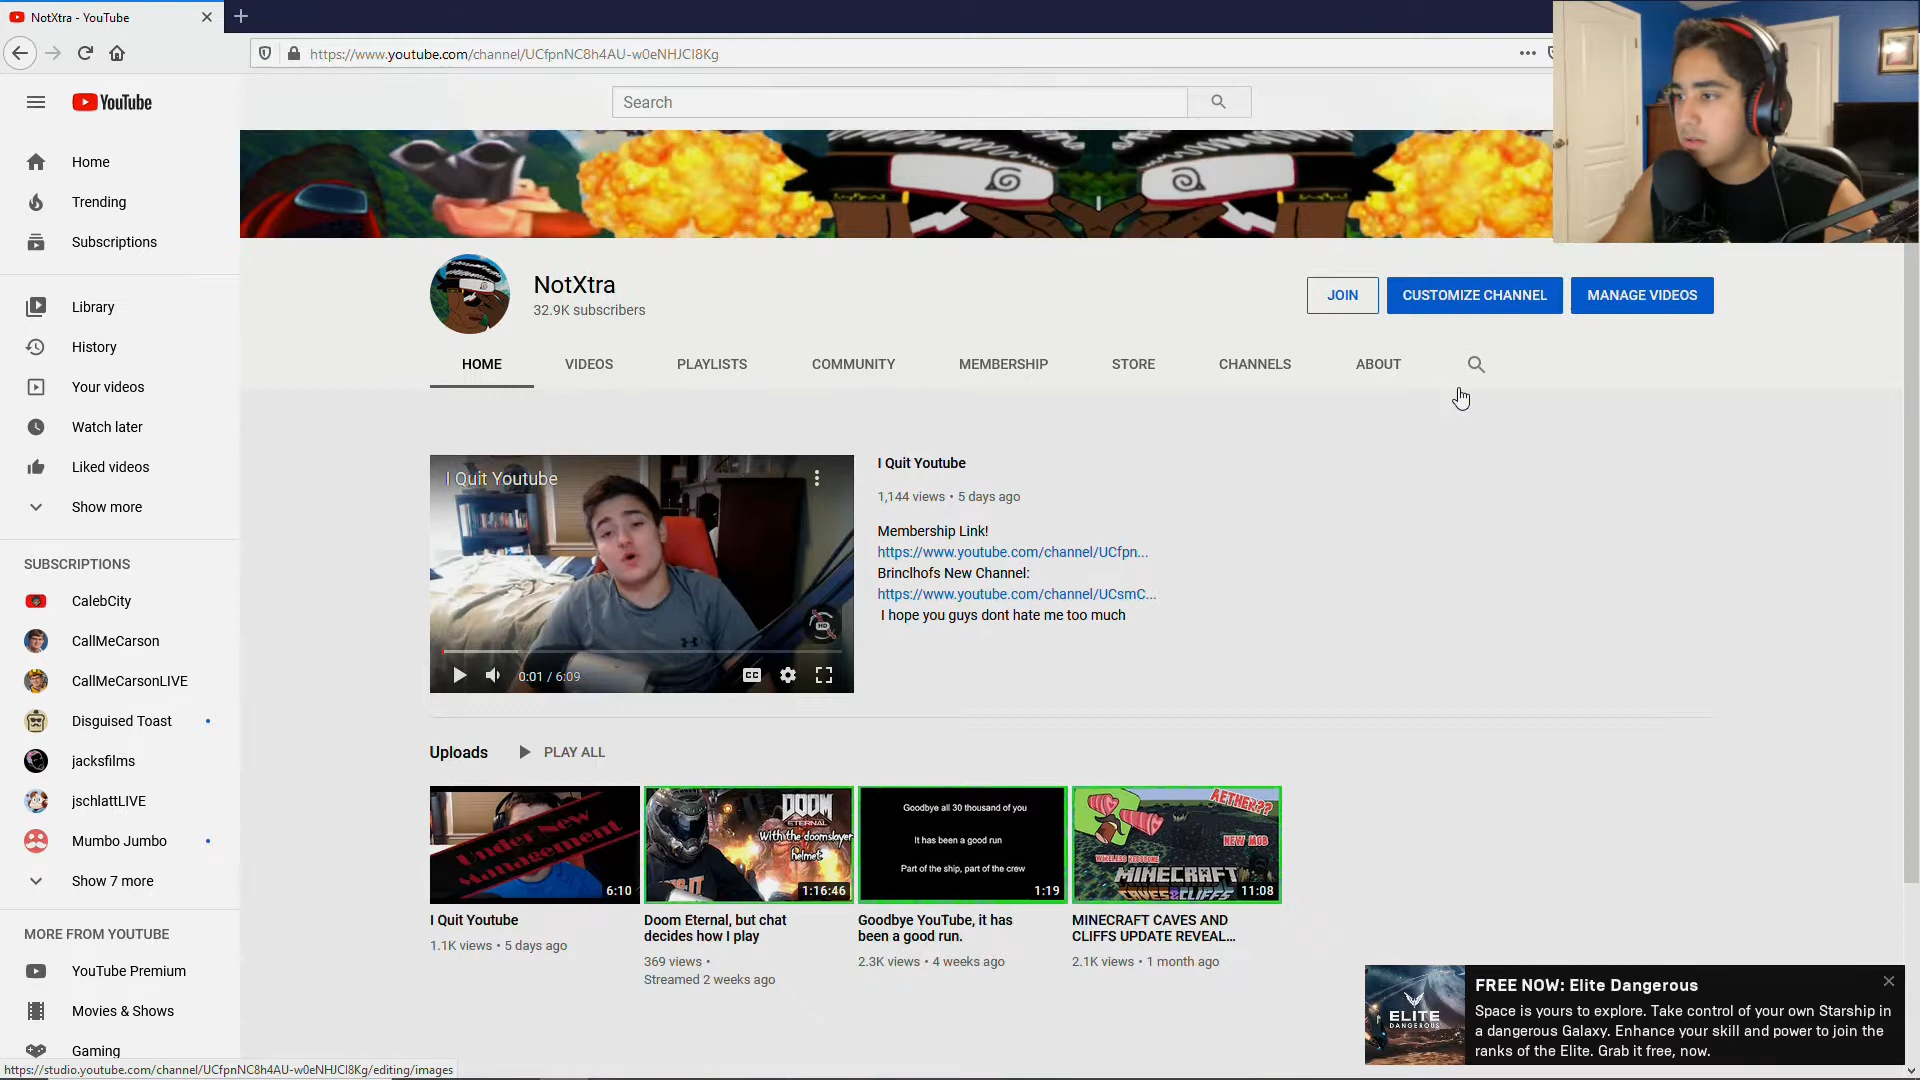 NotXtra - YouTube
https://www.youtube.com/channel/UCfpnNC8h4AU-w0eNHJCl8Kg
YouTube
Search
Home
Trending
Subscriptions
Library
History
Your videos
Watch later
Liked videos
Show more
SUBSCRIPTIONS
CalebCity
CallMeCarson
CallMeCarsonLIVE
Disguised Toast
jacksfilms
jschlattLIVE
Mumbo Jumbo
Show 7 more
MORE FROM YOUTUBE
YouTube Premium
Movies & Shows
Gaming
NotXtra
32.9K subscribers
JOIN
CUSTOMIZE CHANNEL
MANAGE VIDEOS
HOME
VIDEOS
PLAYLISTS
COMMUNITY
MEMBERSHIP
STORE
CHANNELS
ABOUT
I Quit Youtube
HD
0:01 / 6:09
CC
I Quit Youtube
1,144 views • 5 days ago
Membership Link!
https://www.youtube.com/channel/UCfpn...
Brinclhofs New Channel:
https://www.youtube.com/channel/UCsmC...
I hope you guys dont hate me too much
Uploads
PLAY ALL
Under New
Management
6:10
I Quit Youtube
1.1K views • 5 days ago
DOOM
ETERNAL
With the doomslayer
helmet
1:16:46
Doom Eternal, but chat
decides how I play
369 views •
Streamed 2 weeks ago
Goodbye all 30 thousand of you
It has been a good run
Part of the ship, part of the crew
1:19
Goodbye YouTube, it has
been a good run.
2.3K views • 4 weeks ago
AETHER??
NEW MOB
WIRELESS REDSTONE
MINECRAFT
CAVES & CLIFFS
11:08
MINECRAFT CAVES AND
CLIFFS UPDATE REVEAL...
2.1K views • 1 month ago
ELITE
DANGEROUS
FREE NOW: Elite Dangerous
Space is yours to explore. Take control of your own Starship in
a dangerous Galaxy. Enhance your skill and power to join the
ranks of the Elite. Grab it free, now.
https://studio.youtube.com/channel/UCfpnNC8h4AU-w0eNHJCl8Kg/editing/images